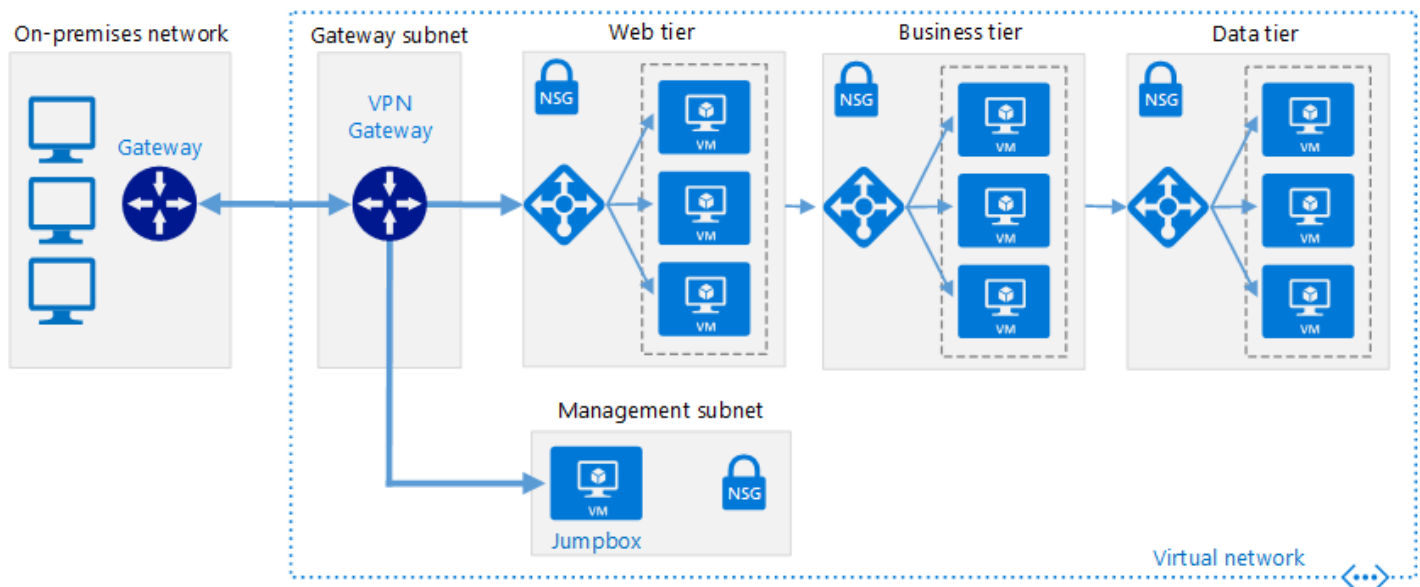 On-premises network
Gateway subnet
Web tier
Business tier
Data tier
Gateway
VPN
Gateway
NSG
VM
VM
VM
NSG
VM
VM
VM
NSG
VM
VM
VM
Management subnet
VM
Jumpbox
NSG
Virtual network